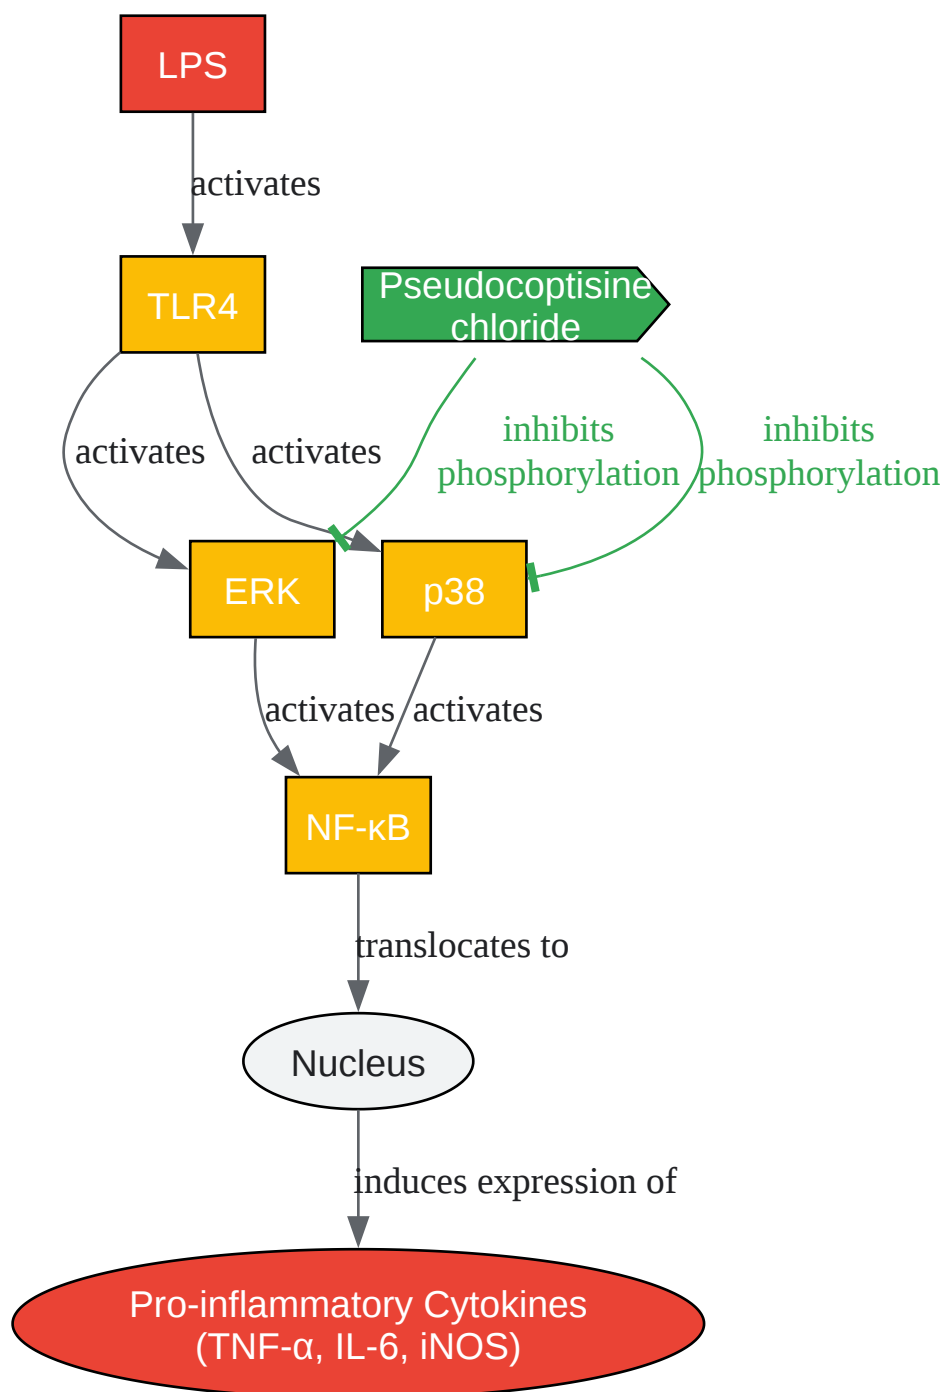 LPS
activates
TLR4
Pseudocoptisine
chloride
activates
activates
inhibits
phosphorylation
inhibits
phosphorylation
ERK
p38
activates
activates
NF-κB
translocates to
Nucleus
induces expression of
Pro-inflammatory Cytokines
(TNF-α, IL-6, iNOS)